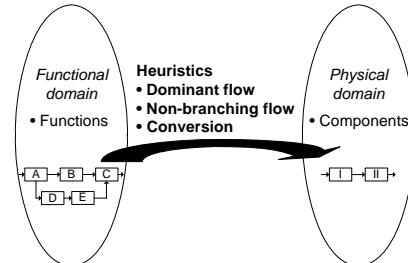 Functional
domain
• Functions
Heuristics
• Dominant flow
• Non-branching flow
• Conversion
Physical
domain
• Components
A B C
D E
I II